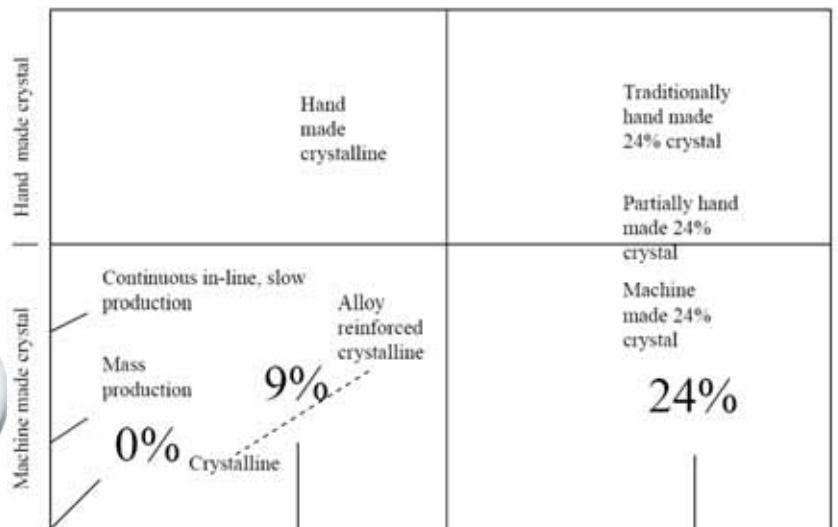 Hand made crystal
Hand
made
crystalline
Traditionally
hand made
24% crystal
Partially hand
made 24%
crystal
Machine made crystal
Continuous in-line, slow
production
Alloy
reinforced
crystalline
Machine
made 24%
crystal
Mass
production
9%
24%
0%
Crystalline